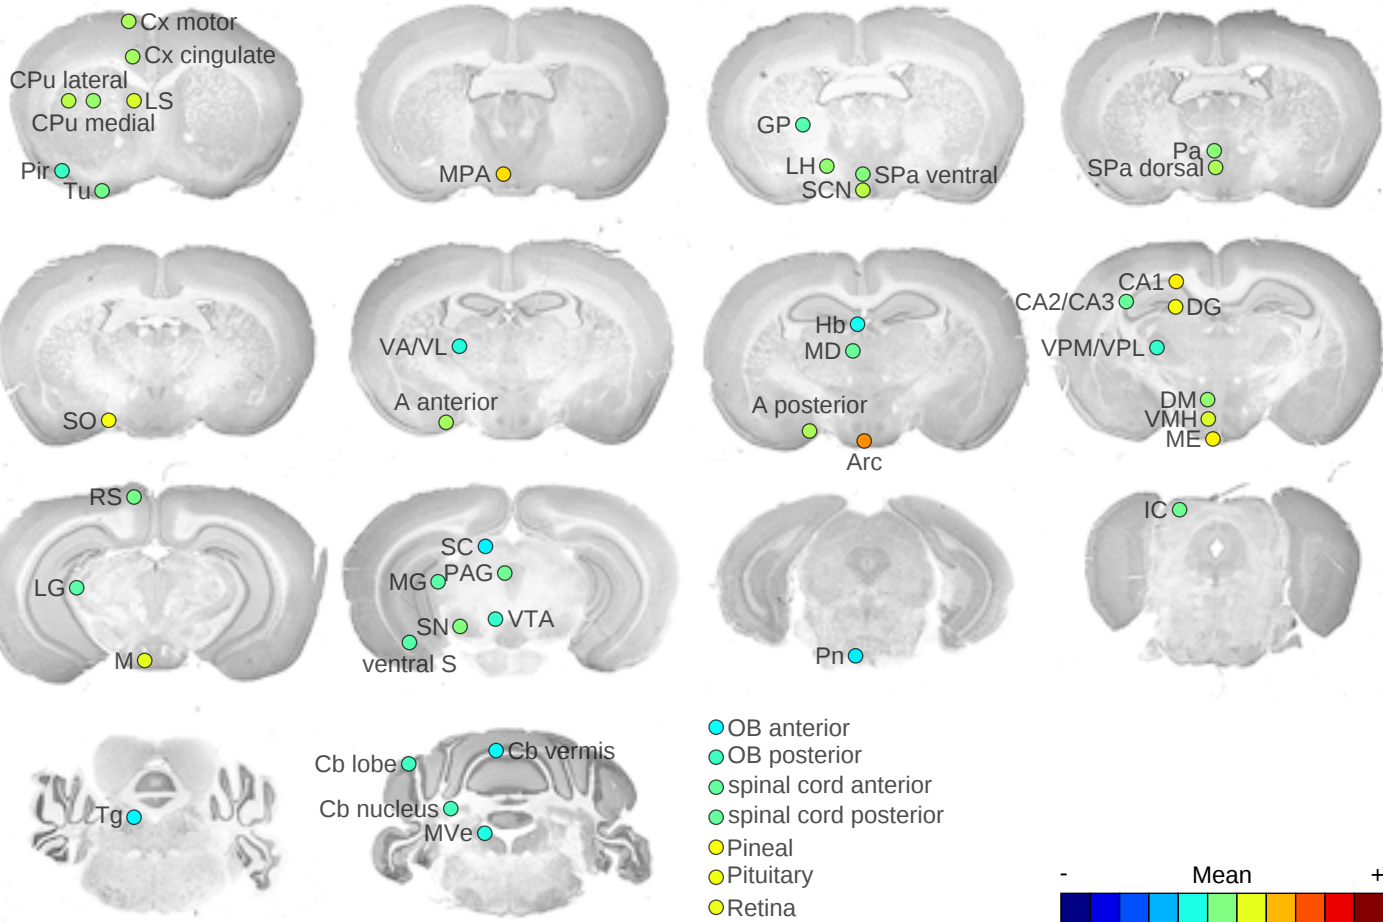 Cx motor
Cx cingulate
CPu lateral
LS
CPu medial
Pir
Tu
MPA
GP
LH
SPa ventral
SCN
Pa
SPa dorsal
SO
VA/VL
A anterior
Hb
MD
A posterior
Arc
CA1
CA2/CA3
DG
VPM/VPL
DM
VMH
ME
RS
LG
M
SC
MG
PAG
SN
VTA
ventral S
Pn
IC
Tg
Cb lobe
Cb vermis
Cb nucleus
MVe
OB anterior
OB posterior
spinal cord anterior
spinal cord posterior
Pineal
Pituitary
Retina
- Mean +